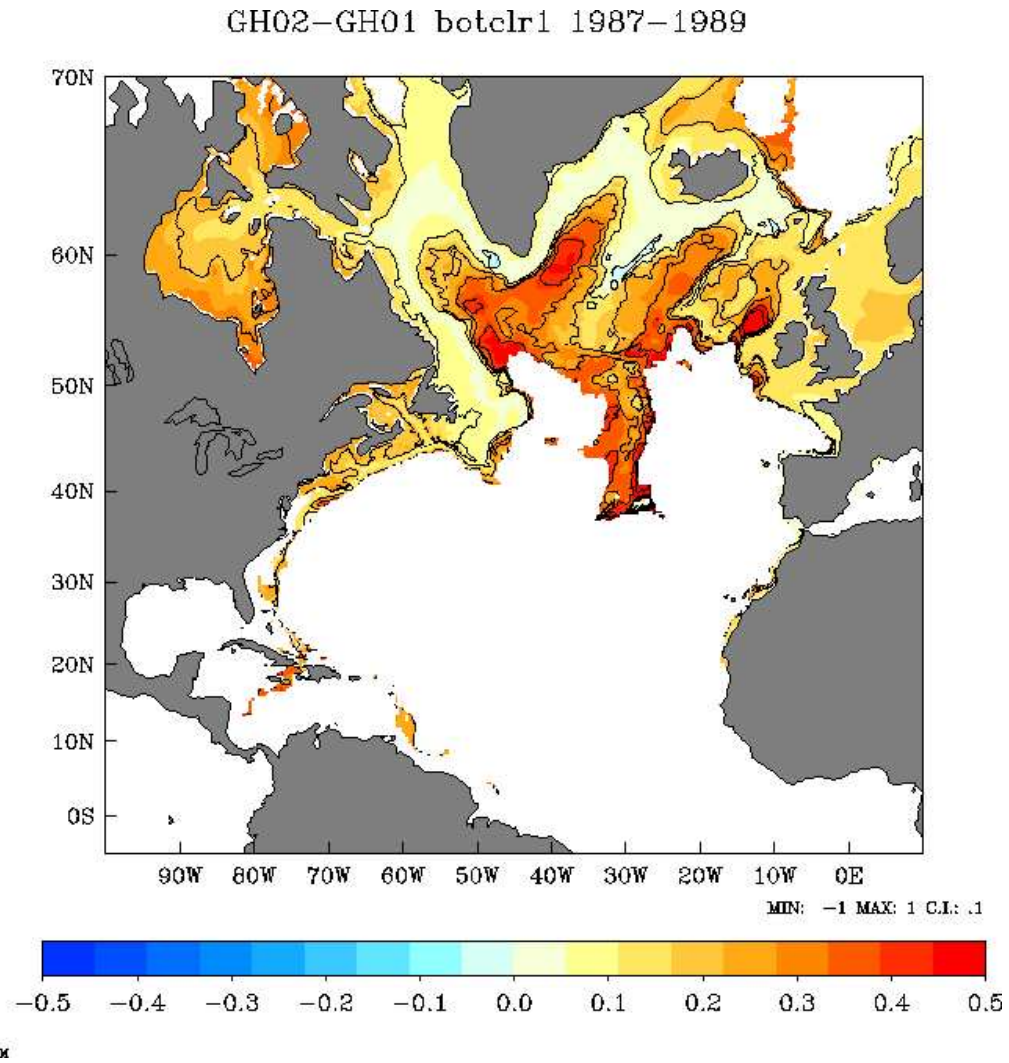 GH02−GH01 botclr1 1987−1989
70N
60N
50N
40N
30N
20N
10N
0S
90W 80W 70W 60W 50W 40W 30W 20W 10W 0E
MIN: −1 MAX: 1 C.I.: .1
−0.5 −0.4 −0.3 −0.2 −0.1 0.0 0.1 0.2 0.3 0.4 0.5